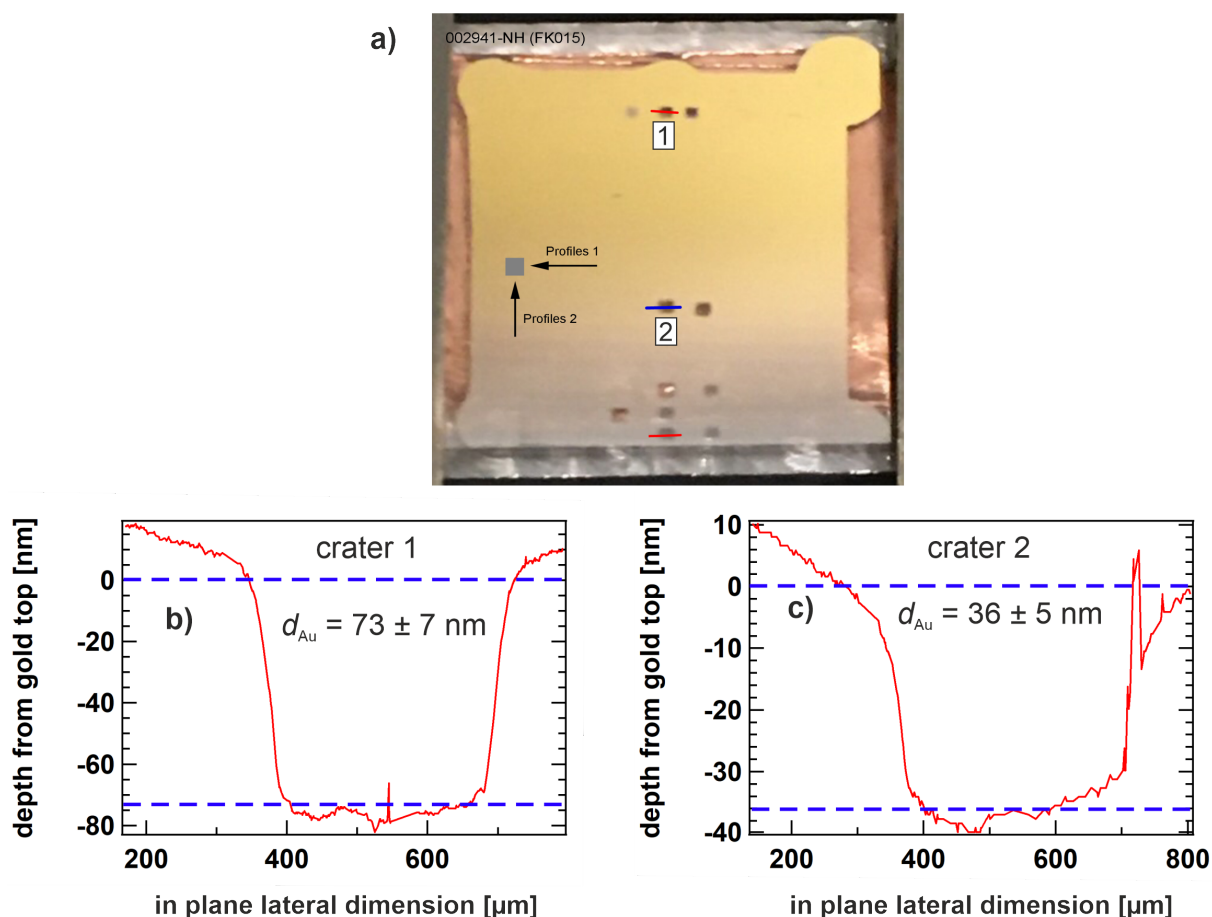 a)
002941-NH (FK015)
1
Profiles 1
Profiles 2
2
depth from gold top [nm]
0
-20
-40
-60
-80
crater 1
b)
dAu = 73 ± 7 nm
200
400
600
in plane lateral dimension [µm]
depth from gold top [nm]
10
0
-10
-20
-30
-40
crater 2
c)
dAu = 36 ± 5 nm
200
400
600
800
in plane lateral dimension [µm]